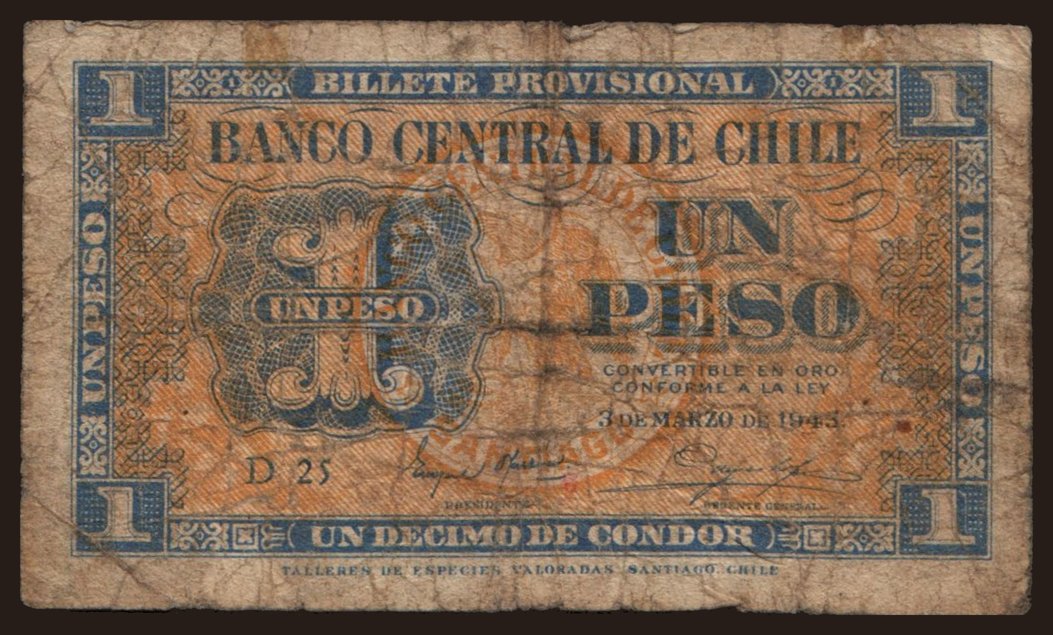 1 BILLETE PROVISIONAL 1
BANCO CENTRAL DE CHILE
UN PESO
1
UN PESO
UN
PESO
CONVERTIBLE EN ORO
CONFORME A LA LEY
3 DE MARZO DE 1943.
D 25
PRESIDENTE
GERENTE GENERAL
UN PESO
1 UN DECIMO DE CONDOR 1
TALLERES DE ESPECIES VALORADAS SANTIAGO. CHILE